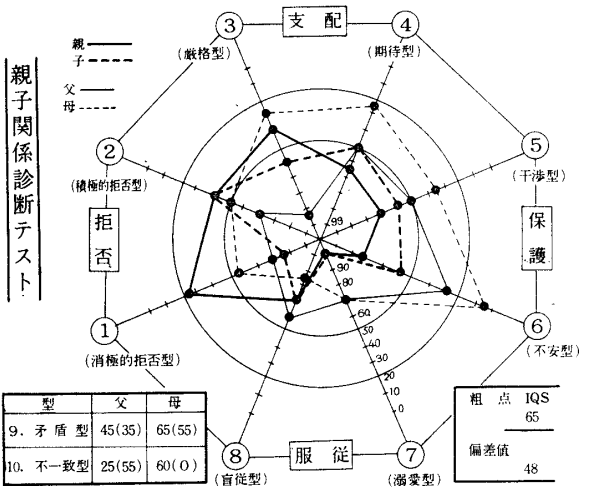 親子関係診断テスト
親
子
父
母
支配
③
(厳格型)
④
(期待型)
②
(積極的拒否型)
⑤
(干渉型)
拒否
保護
①
(消極的拒否型)
⑥
(不安型)
99
90
80
60
50
40
30
20
10
0
型 父 母
9. 矛盾型 45(35) 65(55)
10. 不一致型 25(55) 60(0)
粗点 IQS
65
偏差値
48
⑧
(盲従型)
服従
⑦
(溺愛型)